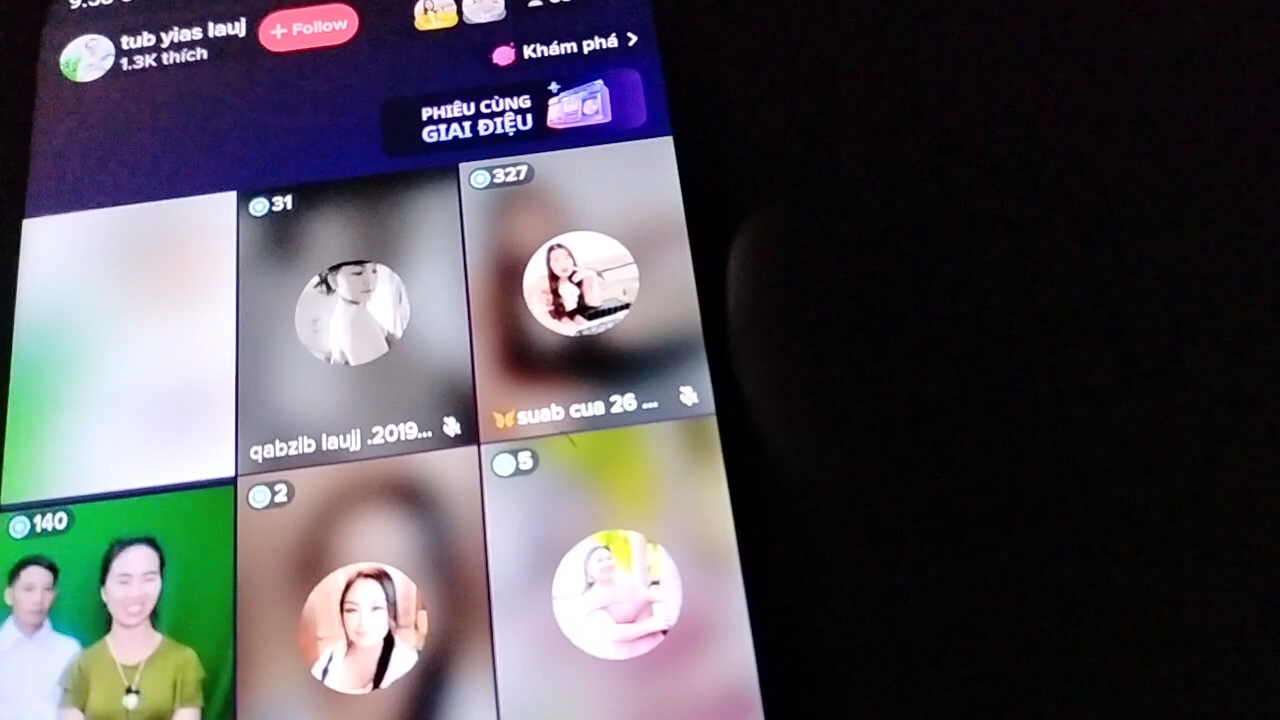 tub yias lauj
+ Follow
1.3K thích
Khám phá >
PHIÊU CÙNG
GIAI ĐIỆU
31
327
qabzib laujj .2019...
suab cua 26 ...
140
2
5